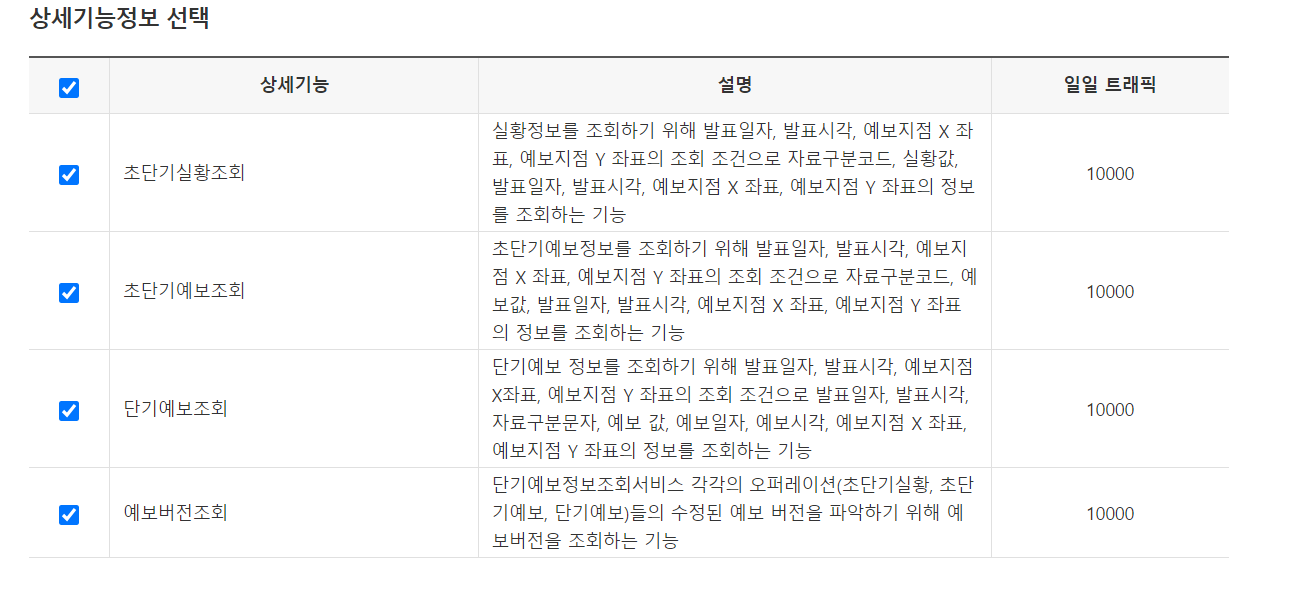 상세기능정보 선택
상세기능 설명 일일 트래픽
초단기실황조회
실황정보를 조회하기 위해 발표일자, 발표시각, 예보지점 X 좌
표, 예보지점 Y 좌표의 조회 조건으로 자료구분코드, 실황값,
발표일자, 발표시각, 예보지점 X 좌표, 예보지점 Y 좌표의 정보
를 조회하는 기능
10000
초단기예보조회
초단기예보정보를 조회하기 위해 발표일자, 발표시각, 예보지
점 X 좌표, 예보지점 Y 좌표의 조회 조건으로 자료구분코드, 예
보값, 발표일자, 발표시각, 예보지점 X 좌표, 예보지점 Y 좌표
의 정보를 조회하는 기능
10000
단기예보조회
단기예보 정보를 조회하기 위해 발표일자, 발표시각, 예보지점
X좌표, 예보지점 Y 좌표의 조회 조건으로 발표일자, 발표시각,
자료구분문자, 예보 값, 예보일자, 예보시각, 예보지점 X 좌표,
예보지점 Y 좌표의 정보를 조회하는 기능
10000
예보버전조회
단기예보정보조회서비스 각각의 오퍼레이션(초단기실황, 초단
기예보, 단기예보)들의 수정된 예보 버전을 파악하기 위해 예
보버전을 조회하는 기능
10000